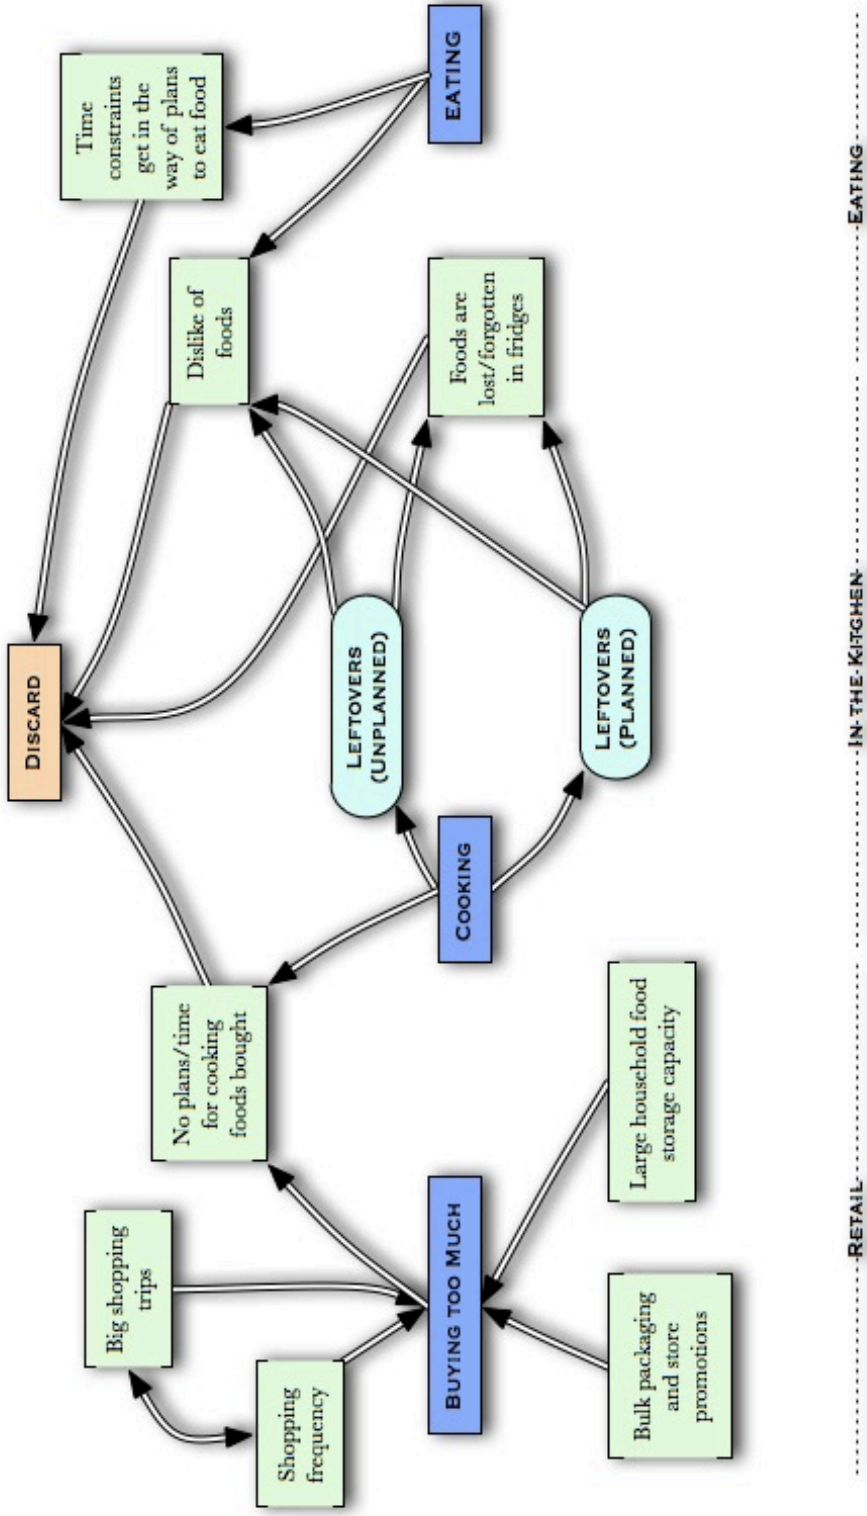 DISCARD
Time
constraints
get in the
way of plans
to eat food
Big shopping
trips
No plans/time
for cooking
foods bought
Dislike of
foods
Shopping
frequency
LEFTOVERS
(UNPLANNED)
BUYING TOO MUCH
COOKING
Foods are
lost/forgotten
in fridges
EATING
Bulk packaging
and store
promotions
Large household food
storage capacity
LEFTOVERS
(PLANNED)
RETAIL
IN THE KITCHEN
EATING